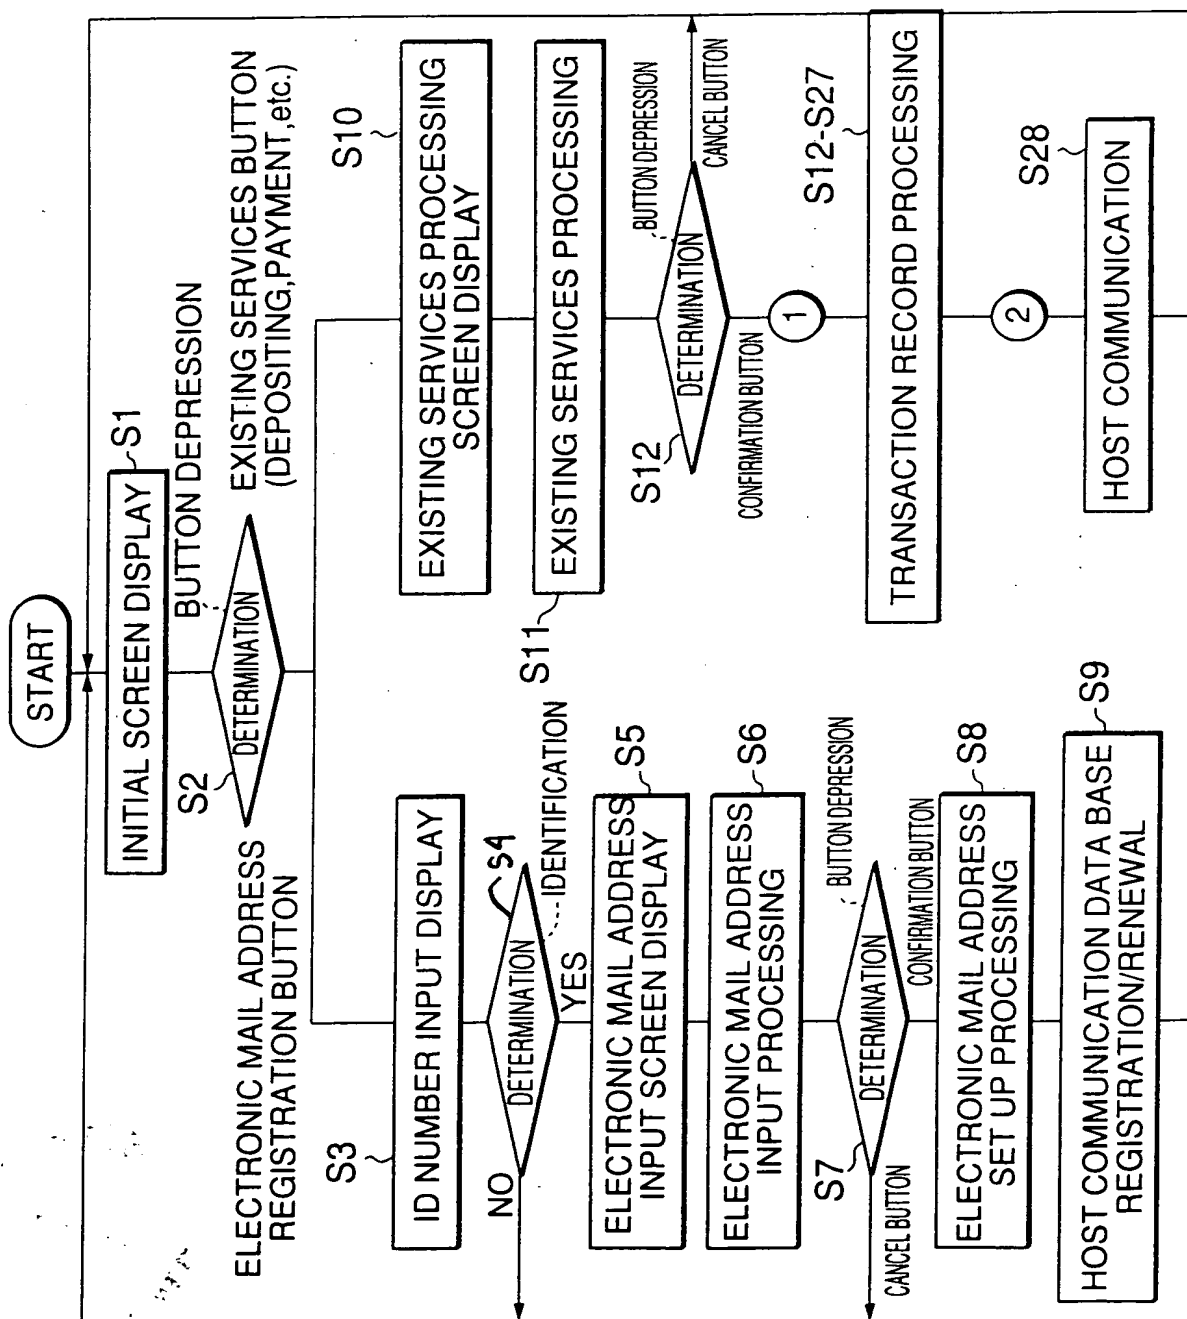 START
INITIAL SCREEN DISPLAY
S1
BUTTON DEPRESSION
S2
DETERMINATION
ELECTRONIC MAIL ADDRESS
REGISTRATION BUTTON
EXISTING SERVICES BUTTON
(DEPOSITING,PAYMENT,etc.)
S3
ID NUMBER INPUT DISPLAY
S4
DETERMINATION
IDENTIFICATION
NO
YES
S5
ELECTRONIC MAIL ADDRESS
INPUT SCREEN DISPLAY
S6
ELECTRONIC MAIL ADDRESS
INPUT PROCESSING
BUTTON DEPRESSION
S7
DETERMINATION
CANCEL BUTTON
CONFIRMATION BUTTON
S8
ELECTRONIC MAIL ADDRESS
SET UP PROCESSING
S9
HOST COMMUNICATION DATA BASE
REGISTRATION/RENEWAL
S10
EXISTING SERVICES PROCESSING
SCREEN DISPLAY
S11
EXISTING SERVICES PROCESSING
BUTTON DEPRESSION
S12
DETERMINATION
CANCEL BUTTON
CONFIRMATION BUTTON
1
S12-S27
TRANSACTION RECORD PROCESSING
2
S28
HOST COMMUNICATION